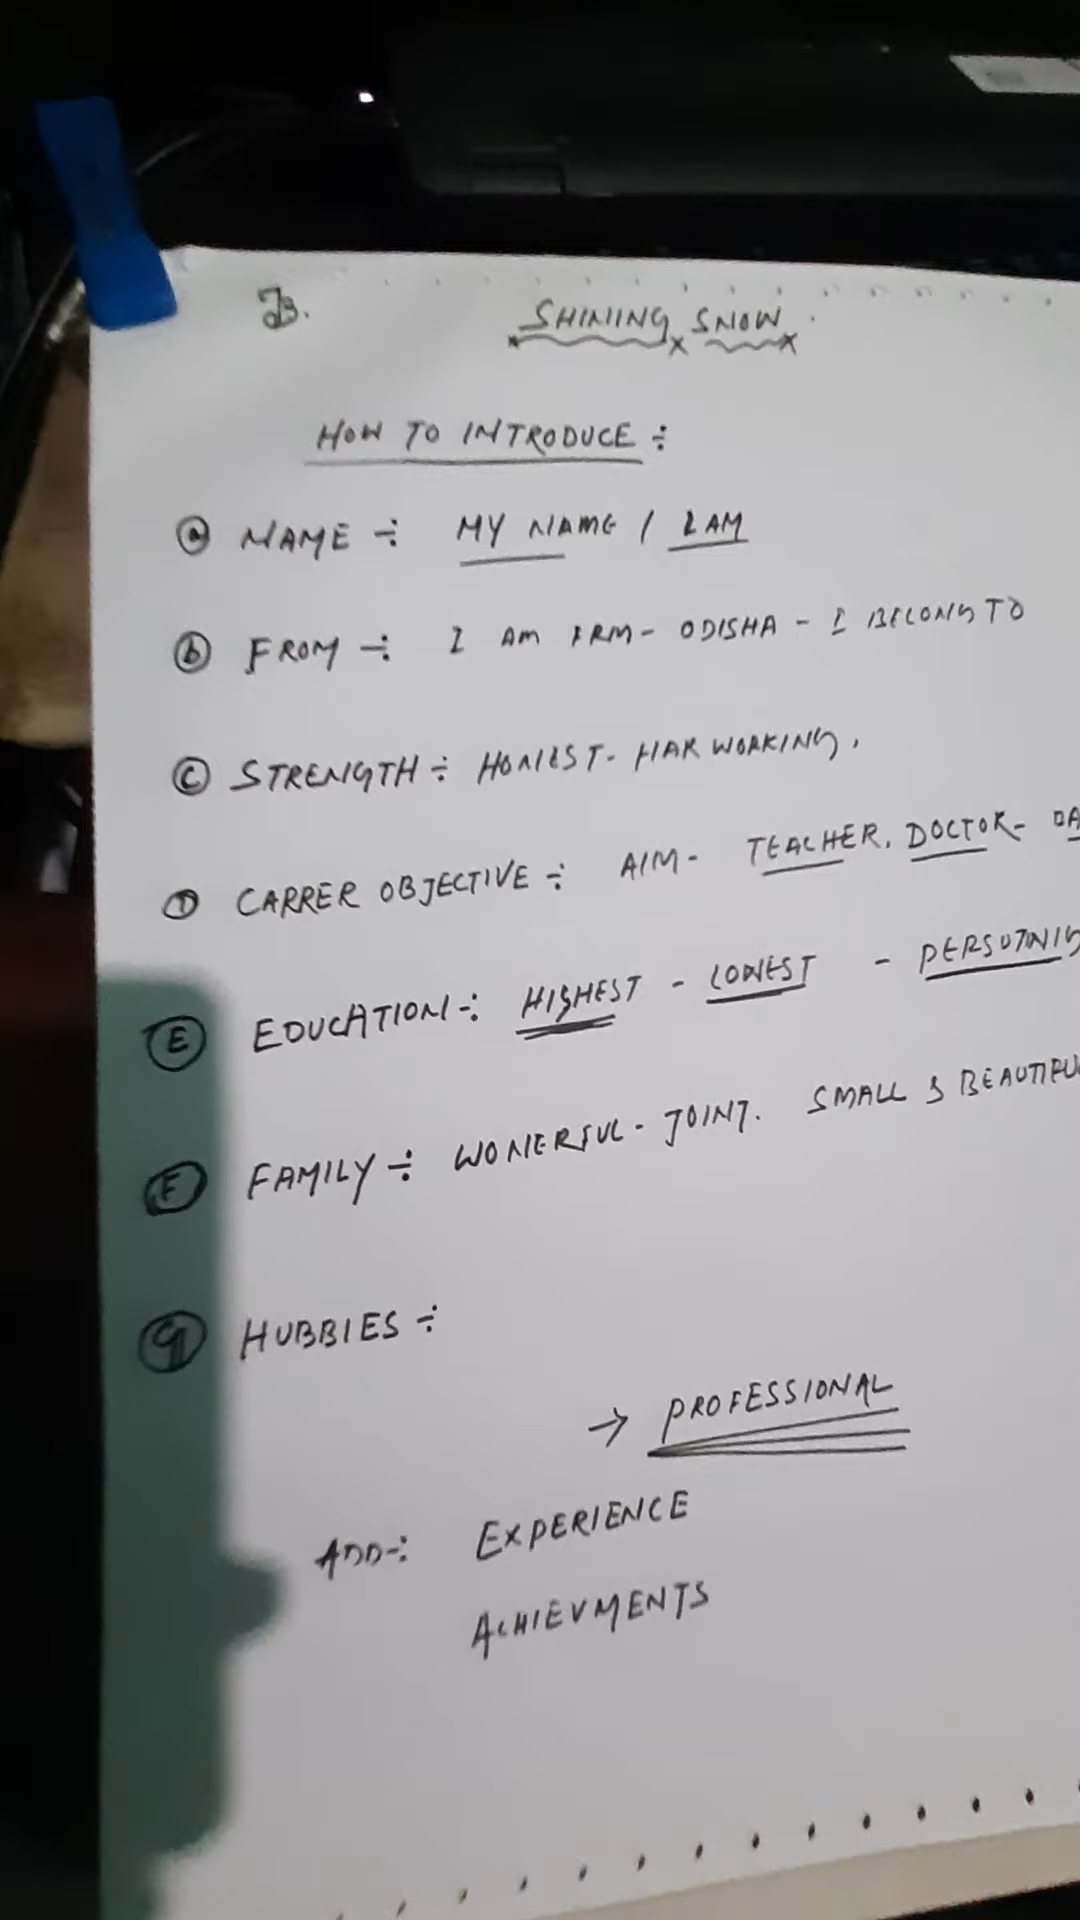 SHINING SNOW
HOW TO INTRODUCE ÷
ⓐ NAME ÷ MY NAME / I AM
ⓑ FROM ÷ I AM FRM - ODISHA - I BELONG TO
Ⓒ STRENGTH ÷ HONEST - HAR WORKING.
Ⓓ CARRER OBJECTIVE ÷ AIM - TEACHER, DOCTOR - DA
Ⓔ EDUCATION ÷ HIGHEST - LOWEST -
Ⓕ FAMILY ÷ WONERFUL - JOINT. SMALL & BEAUTIFU
Ⓖ HUBBIES ÷
→ PROFESSIONAL
ADD ÷ EXPERIENCE
ACHIEVMENTS